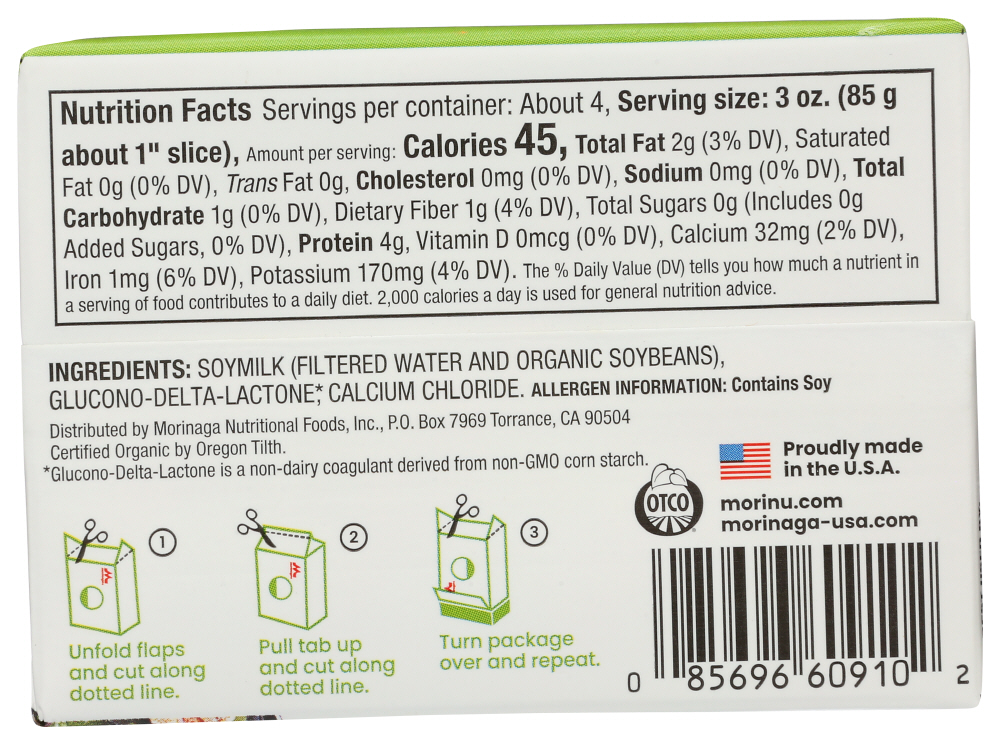 Nutrition Facts Servings per container: About 4, Serving size: 3 oz. (85 g
about 1" slice), Amount per serving: Calories 45, Total Fat 2g (3% DV), Saturated
Fat 0g (0% DV), Trans Fat 0g, Cholesterol 0mg (0% DV), Sodium 0mg (0% DV), Total
Carbohydrate 1g (0% DV), Dietary Fiber 1g (4% DV), Total Sugars 0g (Includes 0g
Added Sugars, 0% DV), Protein 4g, Vitamin D 0mcg (0% DV), Calcium 32mg (2% DV),
Iron 1mg (6% DV), Potassium 170mg (4% DV). The % Daily Value (DV) tells you how much a nutrient in
a serving of food contributes to a daily diet. 2,000 calories a day is used for general nutrition advice.
INGREDIENTS: SOYMILK (FILTERED WATER AND ORGANIC SOYBEANS),
GLUCONO-DELTA-LACTONE,* CALCIUM CHLORIDE. ALLERGEN INFORMATION: Contains Soy
Distributed by Morinaga Nutritional Foods, Inc., P.O. Box 7969 Torrance, CA 90504
Certified Organic by Oregon Tilth.
*Glucono-Delta-Lactone is a non-dairy coagulant derived from non-GMO corn starch.
OTCO
Proudly made
in the U.S.A.
morinu.com
morinaga-usa.com
1
Unfold flaps
and cut along
dotted line.
2
Pull tab up
and cut along
dotted line.
3
Turn package
over and repeat.
0 85696 60910 2